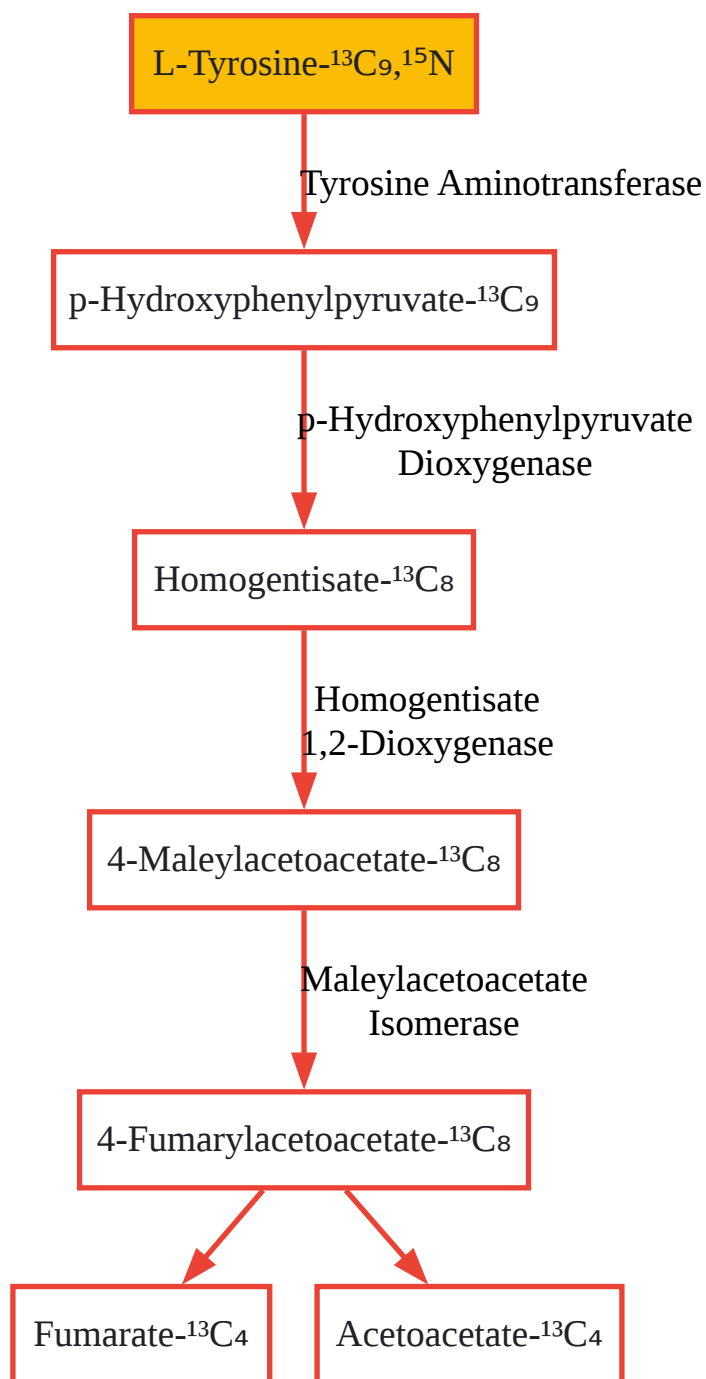 L-Tyrosine-¹³C₉,¹⁵N
Tyrosine Aminotransferase
p-Hydroxyphenylpyruvate-¹³C₉
p-Hydroxyphenylpyruvate
Dioxygenase
Homogentisate-¹³C₈
Homogentisate
1,2-Dioxygenase
4-Maleylacetoacetate-¹³C₈
Maleylacetoacetate
Isomerase
4-Fumarylacetoacetate-¹³C₈
Fumarate-¹³C₄
Acetoacetate-¹³C₄